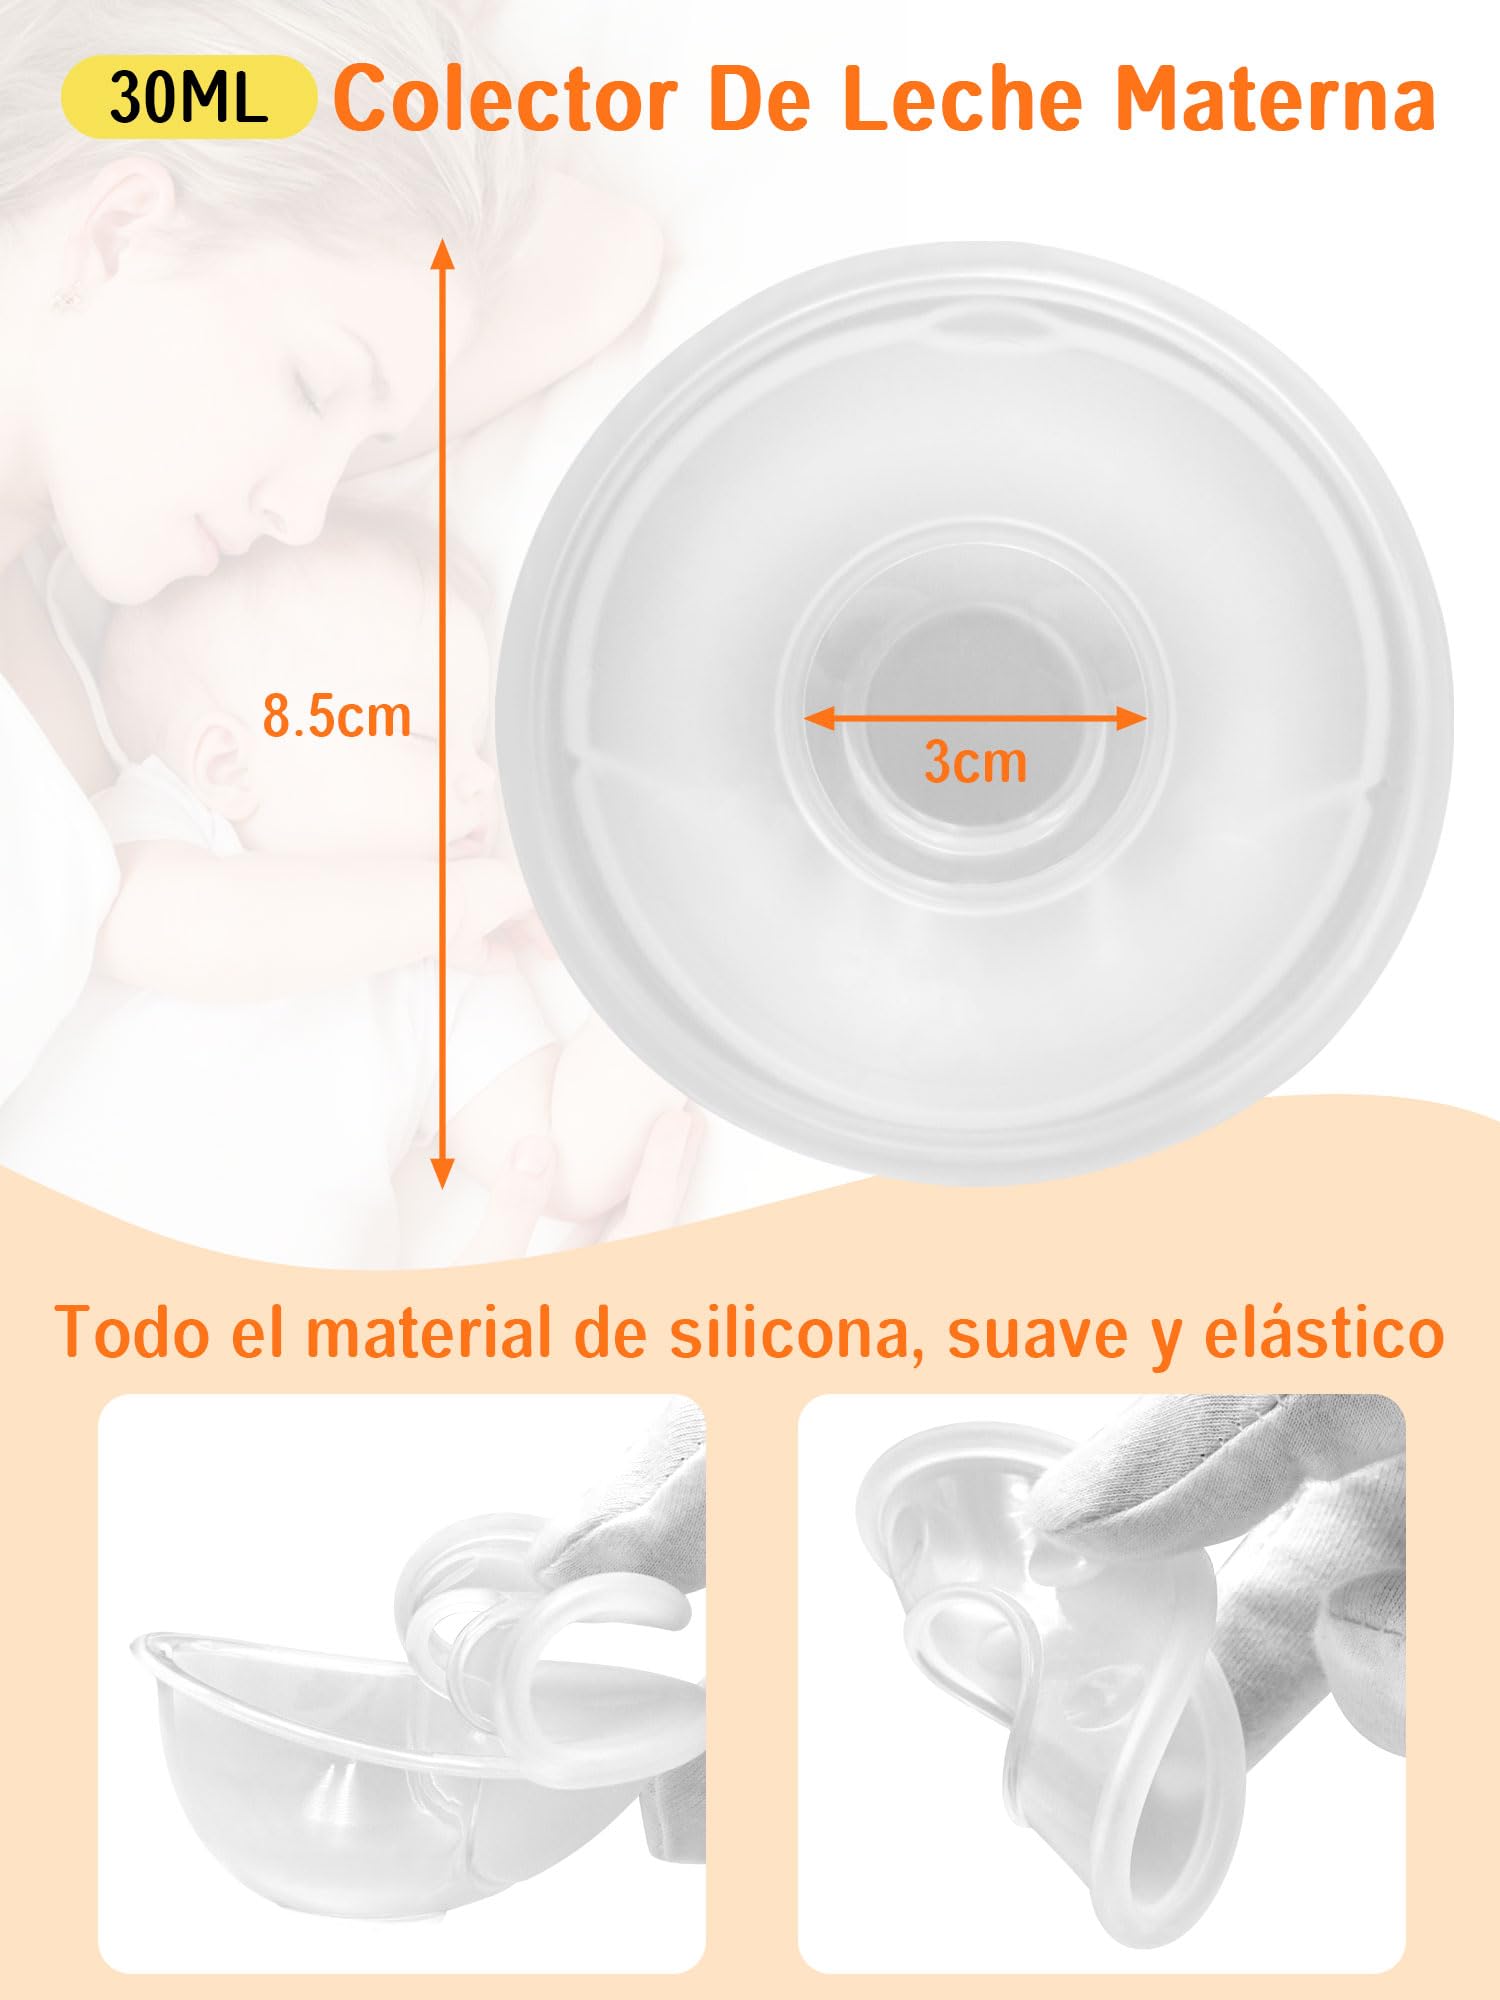 30ML Colector De Leche Materna
8.5cm
3cm
Todo el material de silicona, suave y elástico